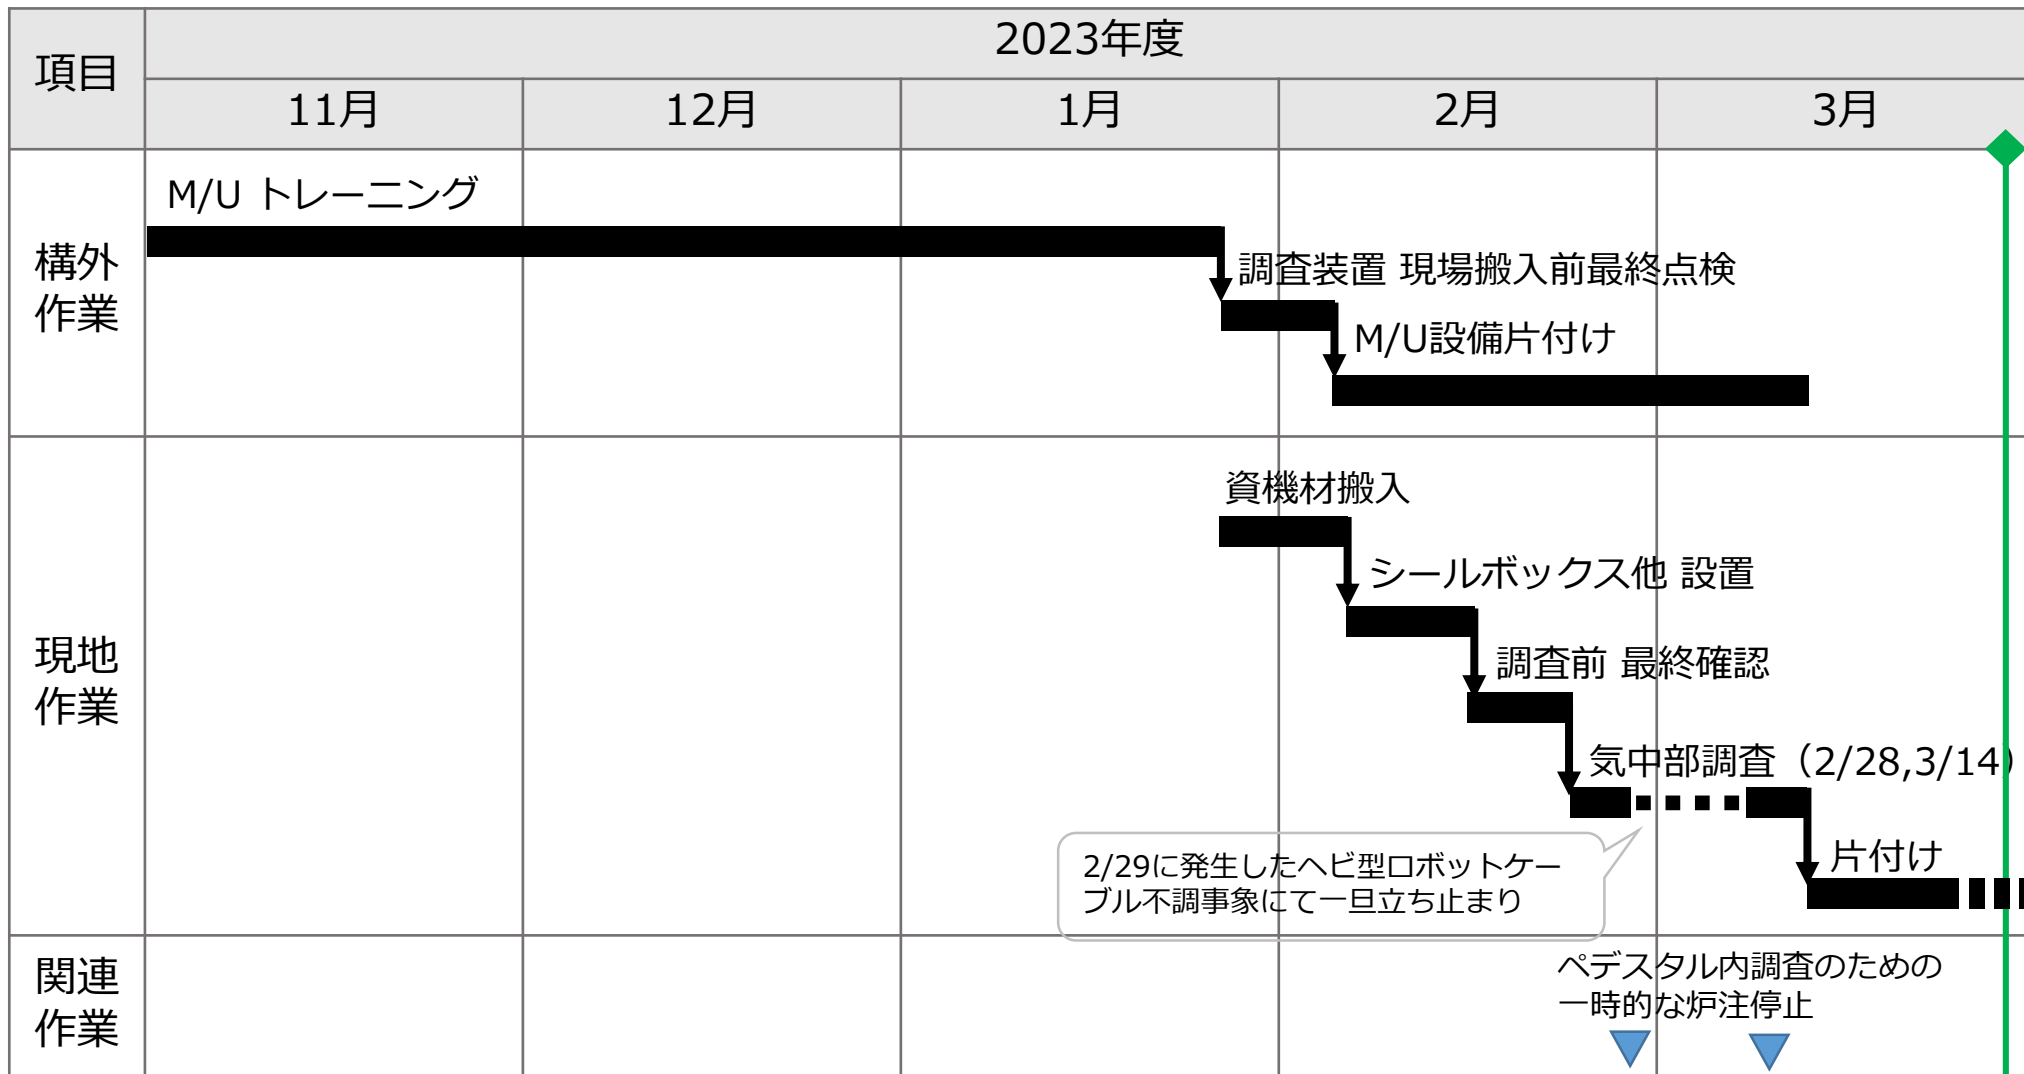 項目
2023年度
11月
12月
1月
2月
3月
構外
作業
M/U トレーニング
調査装置 現場搬入前最終点検
M/U設備片付け
現地
作業
資機材搬入
シールボックス他 設置
調査前 最終確認
気中部調査（2/28,3/14）
2/29に発生したヘビ型ロボットケー
ブル不調事象にて一旦立ち止まり
片付け
関連
作業
ペデスタル内調査のための
一時的な炉注停止